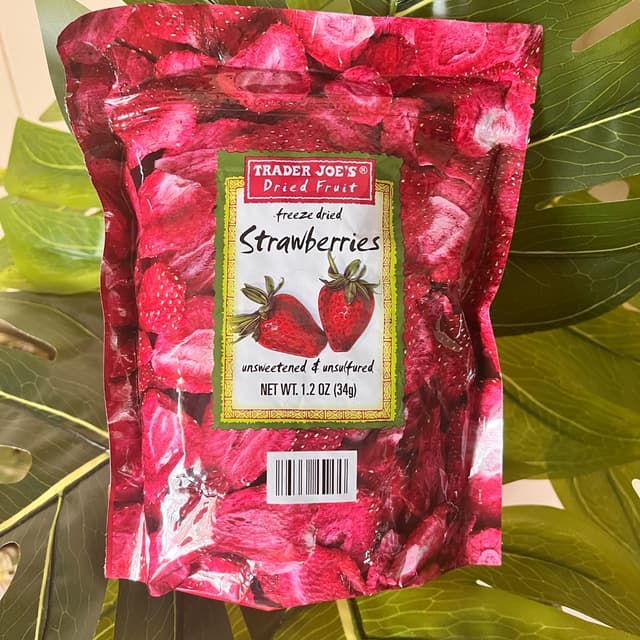 TRADER JOE'S®
Dried Fruit
freeze dried
Strawberries
unsweetened & unsulfured
NET WT. 1.2 OZ (34g)